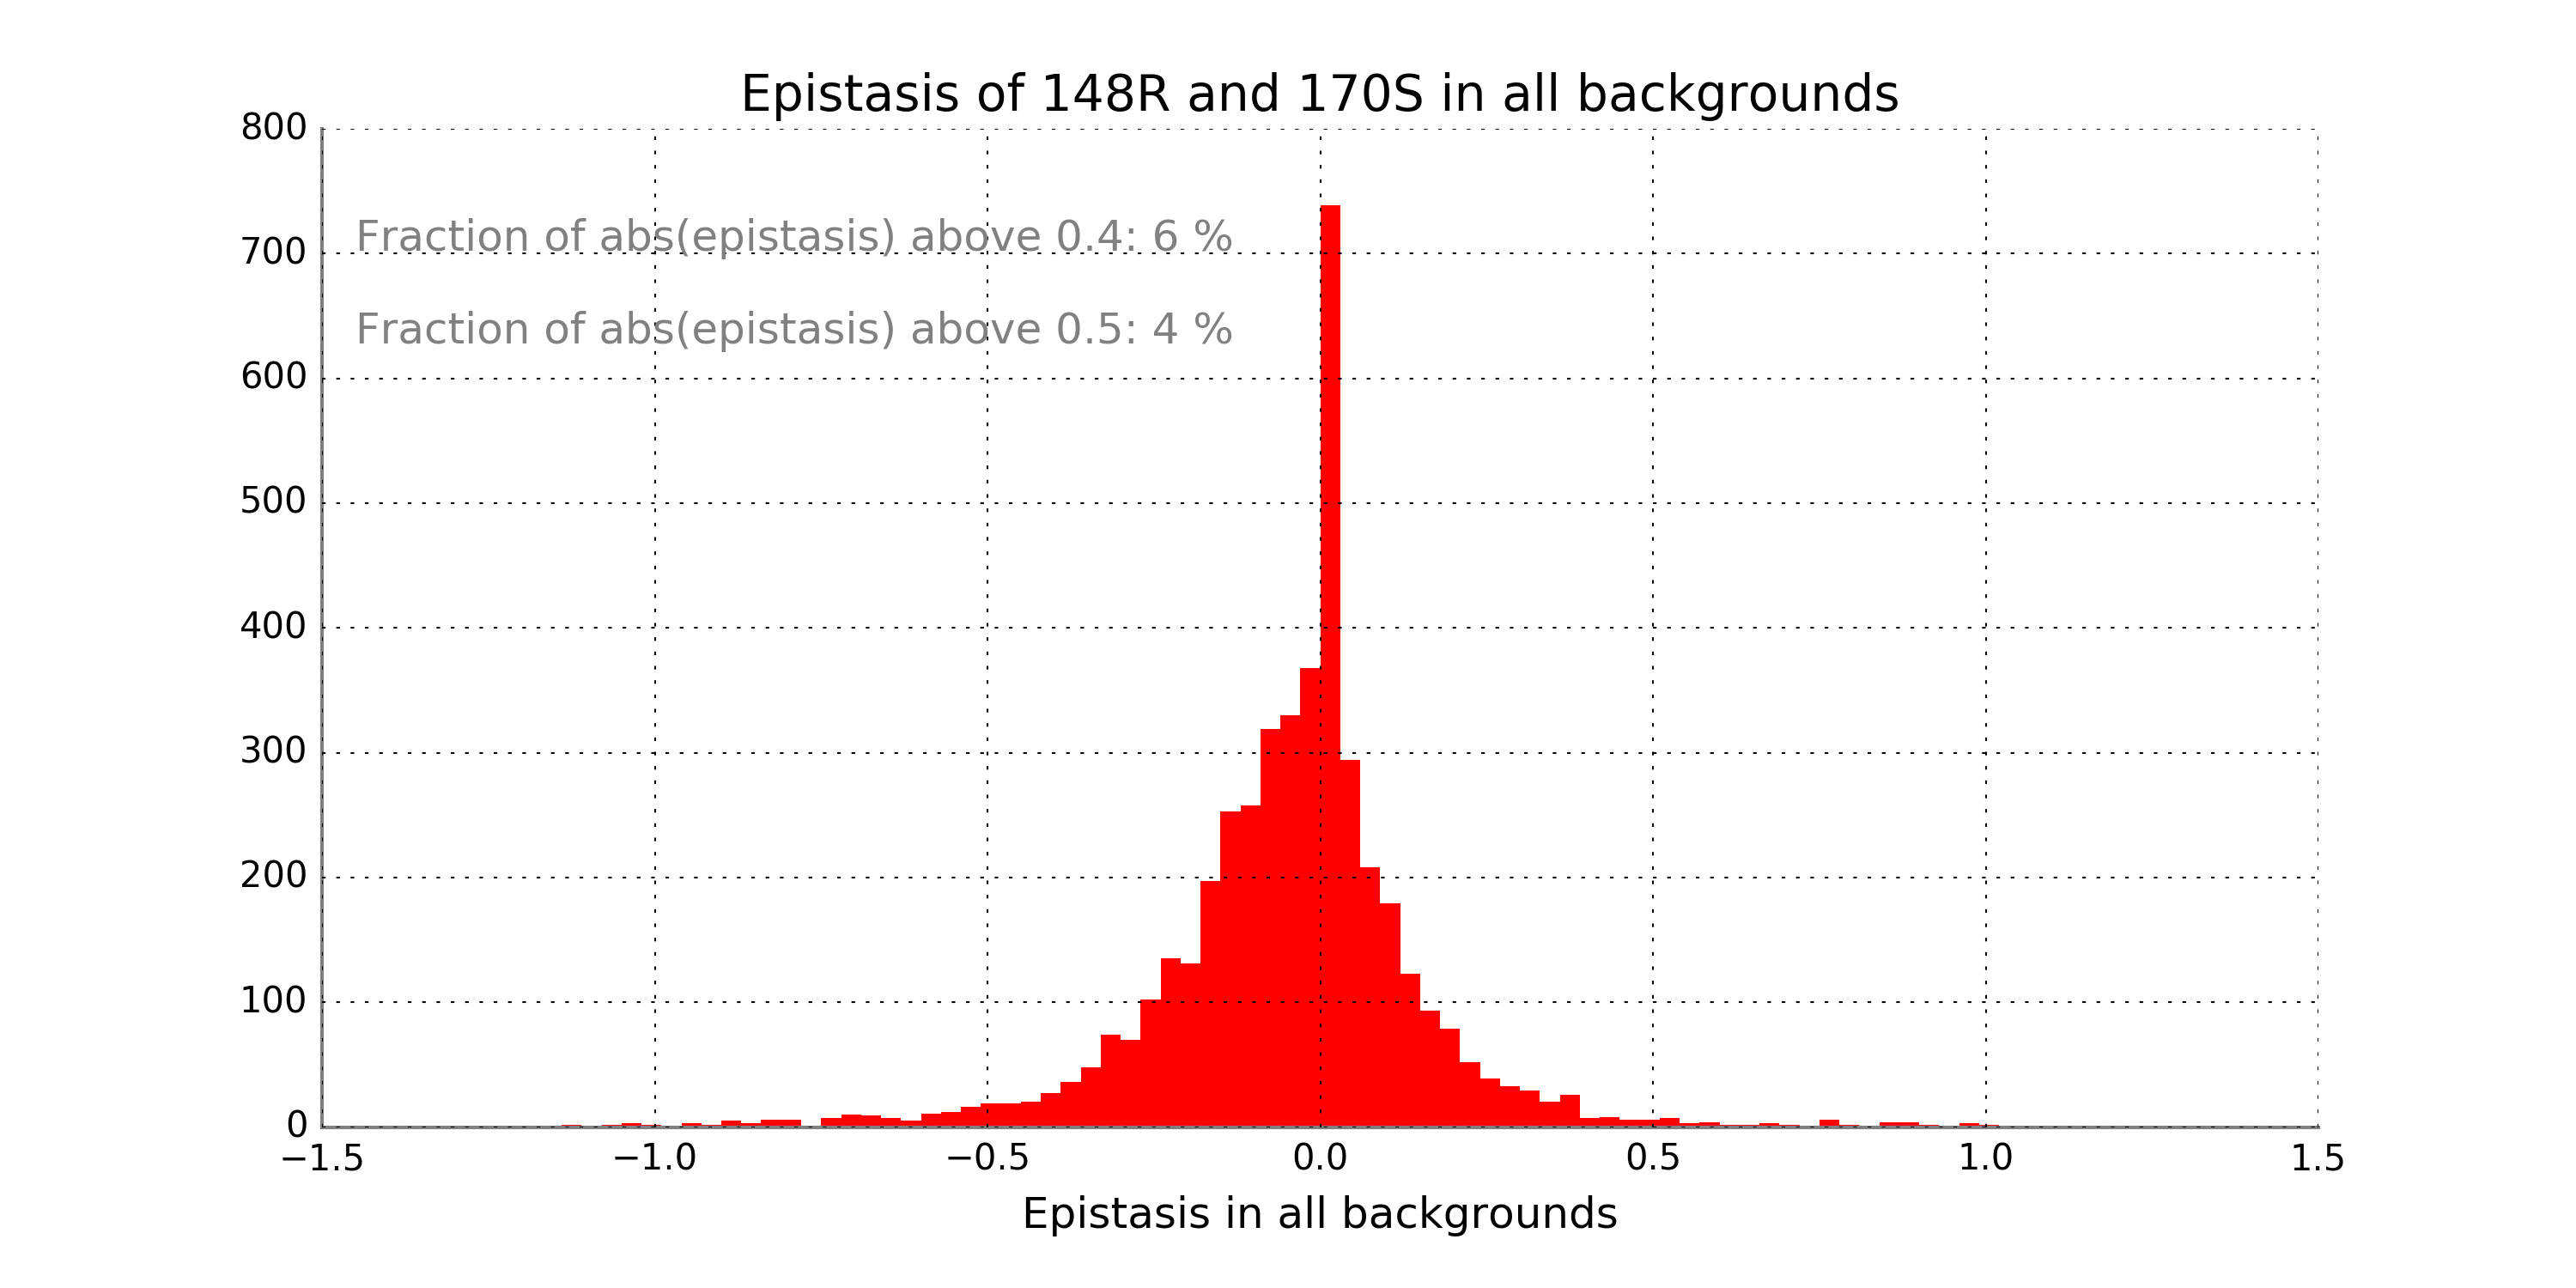 Epistasis of 148R and 170S in all backgrounds
800
700
600
500
400
300
200
100
0
Fraction of abs(epistasis) above 0.4: 6 %
Fraction of abs(epistasis) above 0.5: 4 %
−1.5 −1.0 −0.5 0.0 0.5 1.0 1.5
Epistasis in all backgrounds